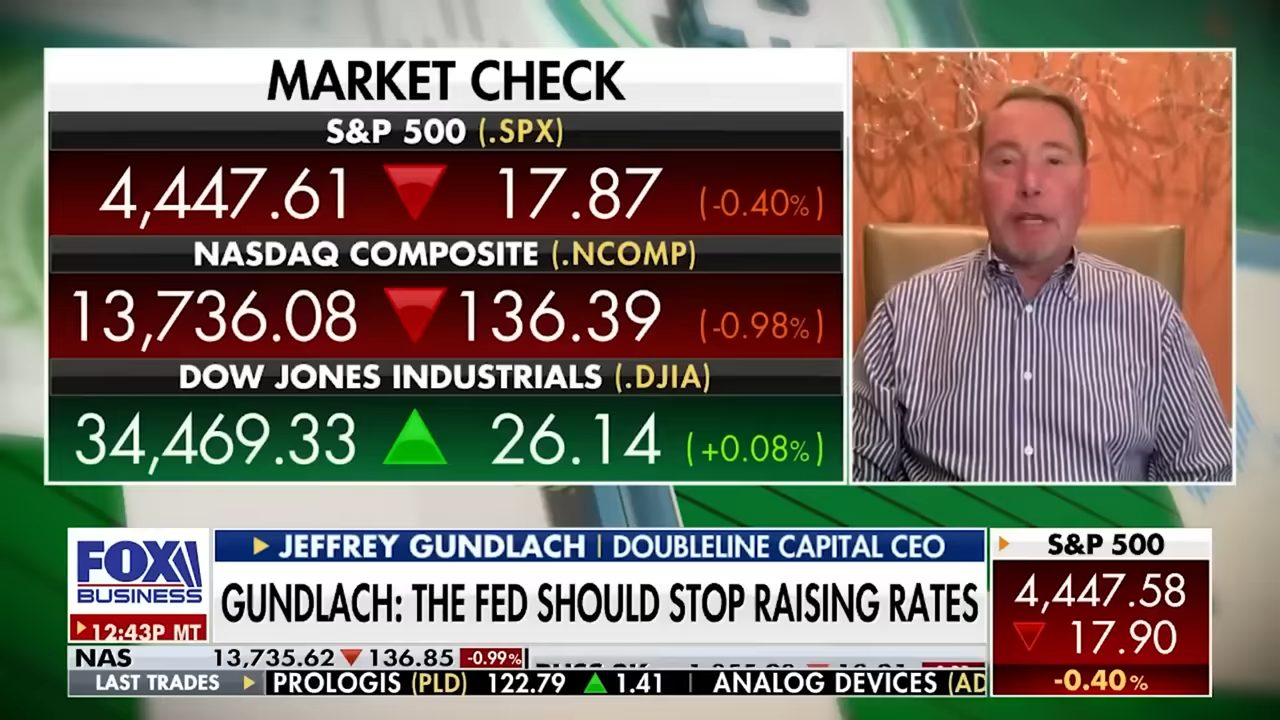 MARKET CHECK
S&P 500 (.SPX)
4,447.61 17.87 (-0.40%)
NASDAQ COMPOSITE (.NCOMP)
13,736.08 136.39 (-0.98%)
DOW JONES INDUSTRIALS (.DJIA)
34,469.33 26.14 (+0.08%)
JEFFREY GUNDLACH | DOUBLELINE CAPITAL CEO
GUNDLACH: THE FED SHOULD STOP RAISING RATES
FOX
BUSINESS
12:43P MT
S&P 500
4,447.58
17.90
-0.40%
NAS 13,735.62 136.85 -0.99%
LAST TRADES PROLOGIS (PLD) 122.79 1.41 | ANALOG DEVICES (AD